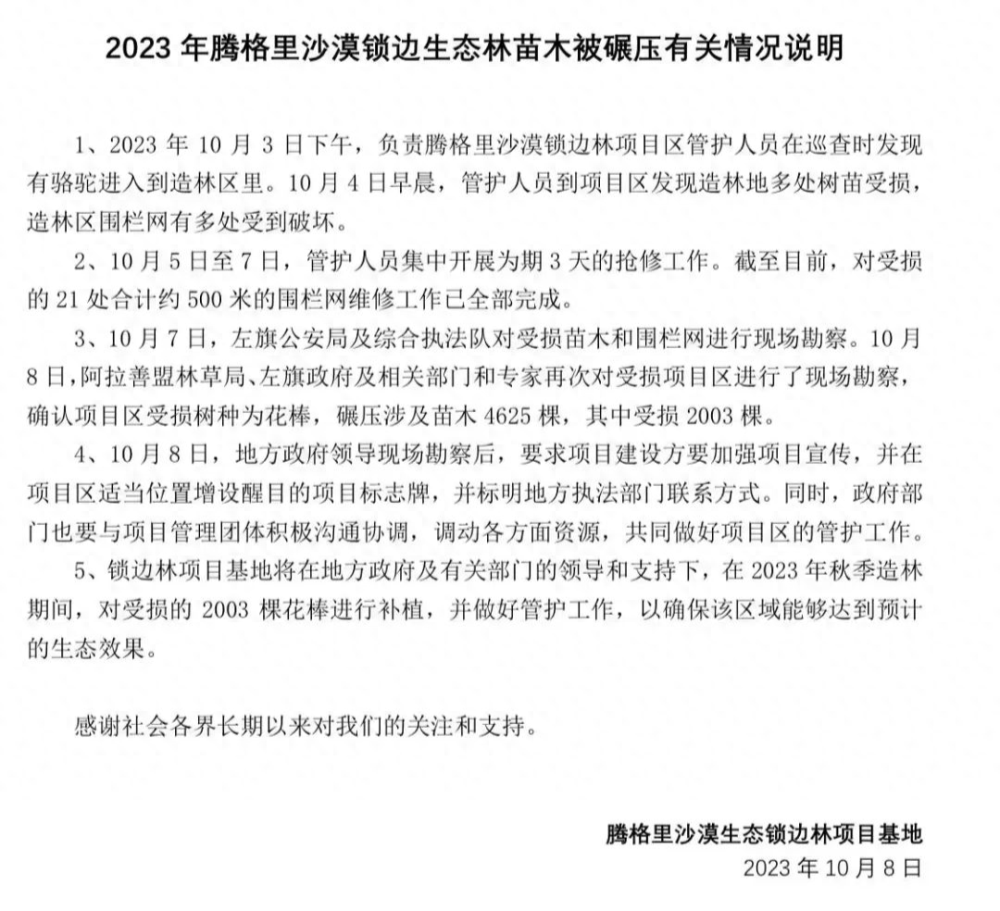 2023 年腾格里沙漠锁边生态林苗木被碾压有关情况说明
1、2023 年 10 月 3 日下午，负责腾格里沙漠锁边林项目区管护人员在巡查时发现
有骆驼进入到造林区里。10 月 4 日早晨，管护人员到项目区发现造林地多处树苗受损，
造林区围栏网有多处受到破坏。
2、10 月 5 日至 7 日，管护人员集中开展为期 3 天的抢修工作。截至目前，对受损
的 21 处合计约 500 米的围栏网维修工作已全部完成。
3、10 月 7 日，左旗公安局及综合执法队对受损苗木和围栏网进行现场勘察。10 月
8 日，阿拉善盟林草局、左旗政府及相关部门和专家再次对受损项目区进行了现场勘察，
确认项目区受损树种为花棒，碾压涉及苗木 4625 棵，其中受损 2003 棵。
4、10 月 8 日，地方政府领导现场勘察后，要求项目建设方要加强项目宣传，并在
项目区适当位置增设醒目的项目标志牌，并标明地方执法部门联系方式。同时，政府部
门也要与项目管理团体积极沟通协调，调动各方面资源，共同做好项目区的管护工作。
5、锁边林项目基地将在地方政府及有关部门的领导和支持下，在 2023 年秋季造林
期间，对受损的 2003 棵花棒进行补植，并做好管护工作，以确保该区域能够达到预计
的生态效果。
感谢社会各界长期以来对我们的关注和支持。
腾格里沙漠生态锁边林项目基地
2023 年 10 月 8 日